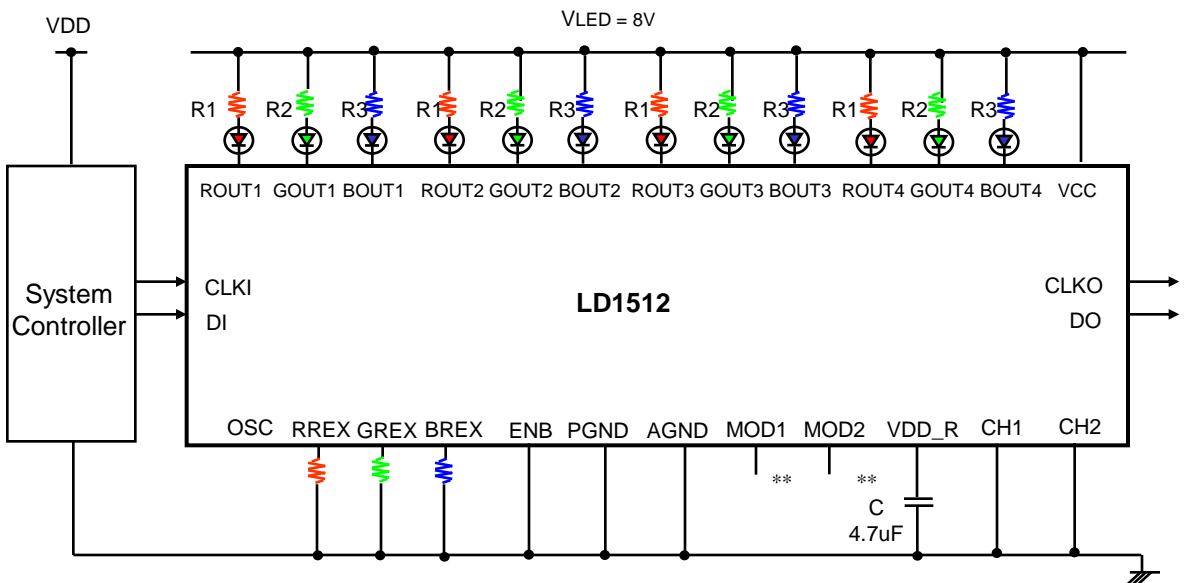 VDD
VLED = 8V
R1 R2 R3 R1 R2 R3 R1 R2 R3 R1 R2 R3
ROUT1 GOUT1 BOUT1 ROUT2 GOUT2 BOUT2 ROUT3 GOUT3 BOUT3 ROUT4 GOUT4 BOUT4 VCC
System
Controller
CLKI
DI
LD1512
CLKO
DO
OSC RREX GREX BREX ENB PGND AGND MOD1 MOD2 VDD_R CH1 CH2
** **
C
4.7uF